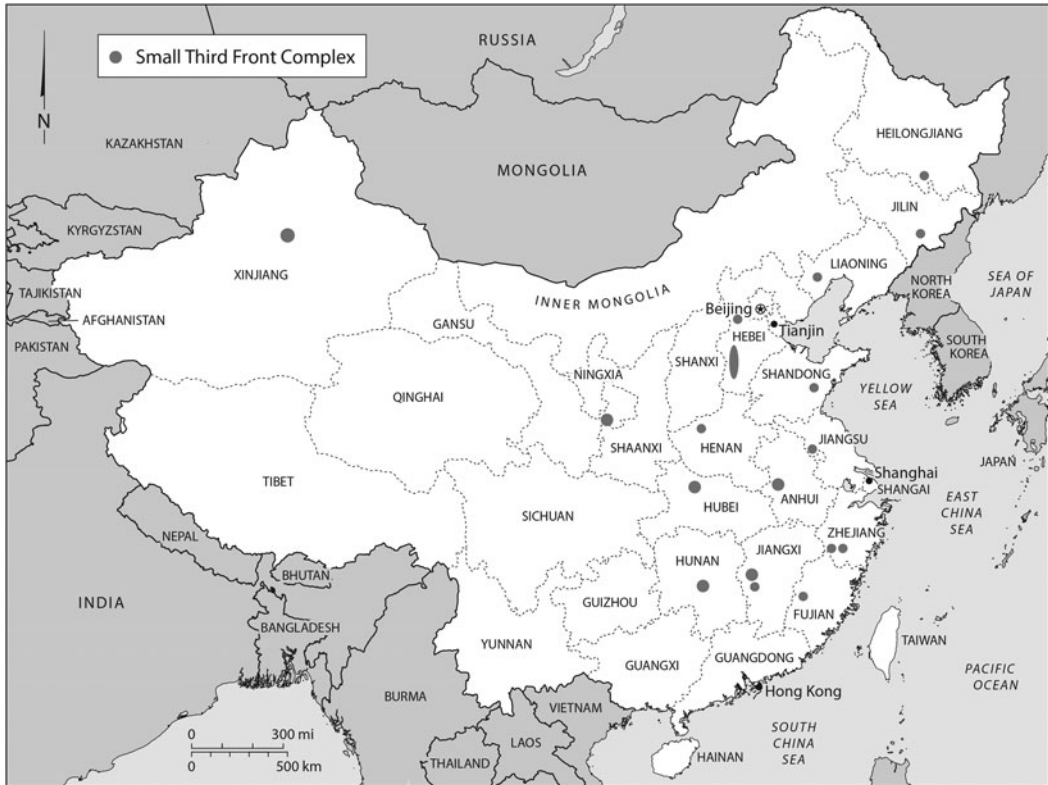 Small Third Front Complex
N
RUSSIA
KAZAKHSTAN
MONGOLIA
HEILONGJIANG
JILIN
KYRGYZSTAN
XINJIANG
LIAONING
NORTH
KOREA
SEA OF
JAPAN
TAJIKISTAN
AFGHANISTAN
PAKISTAN
INNER MONGOLIA
GANSU
Beijing
Tianjin
HEBEI
SOUTH
KOREA
SHANXI
NINGXIA
SHANDONG
QINGHAI
YELLOW
SEA
SHAANXI
HENAN
JIANGSU
JAPAN
TIBET
Shanghai
SHANGAI
SICHUAN
HUBEI
ANHUI
EAST
CHINA
SEA
NEPAL
ZHEJIANG
HUNAN
JIANGXI
BHUTAN
INDIA
GUIZHOU
FUJIAN
BANGLADESH
YUNNAN
TAIWAN
GUANGXI
GUANGDONG
PACIFIC
OCEAN
BURMA
Hong Kong
VIETNAM
0 300 mi
0 500 km
LAOS
THAILAND
HAINAN
SOUTH
CHINA
SEA